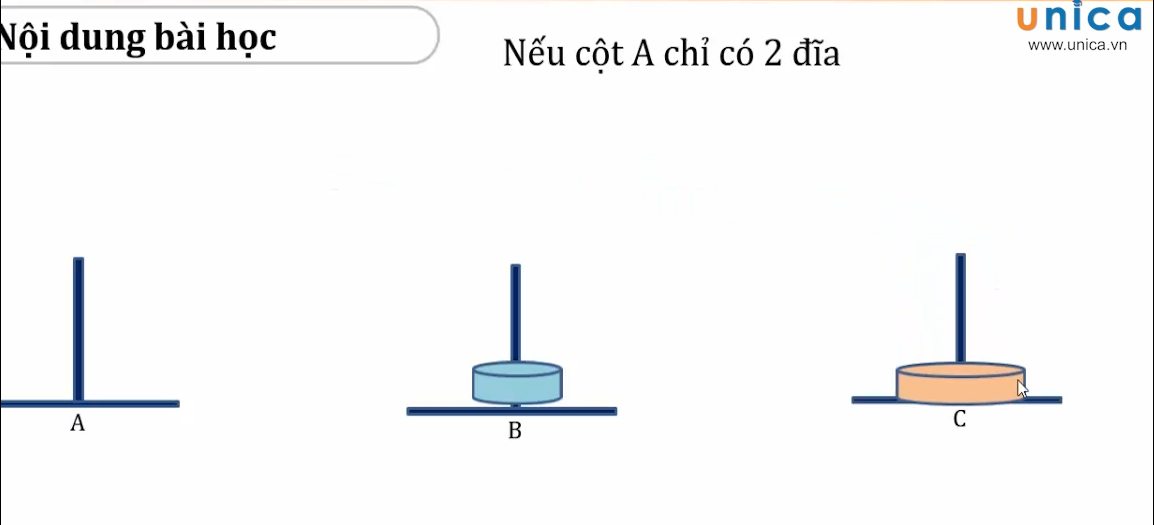 Nội dung bài học
Nếu cột A chỉ có 2 đĩa
unica
www.unica.vn
A
B
C